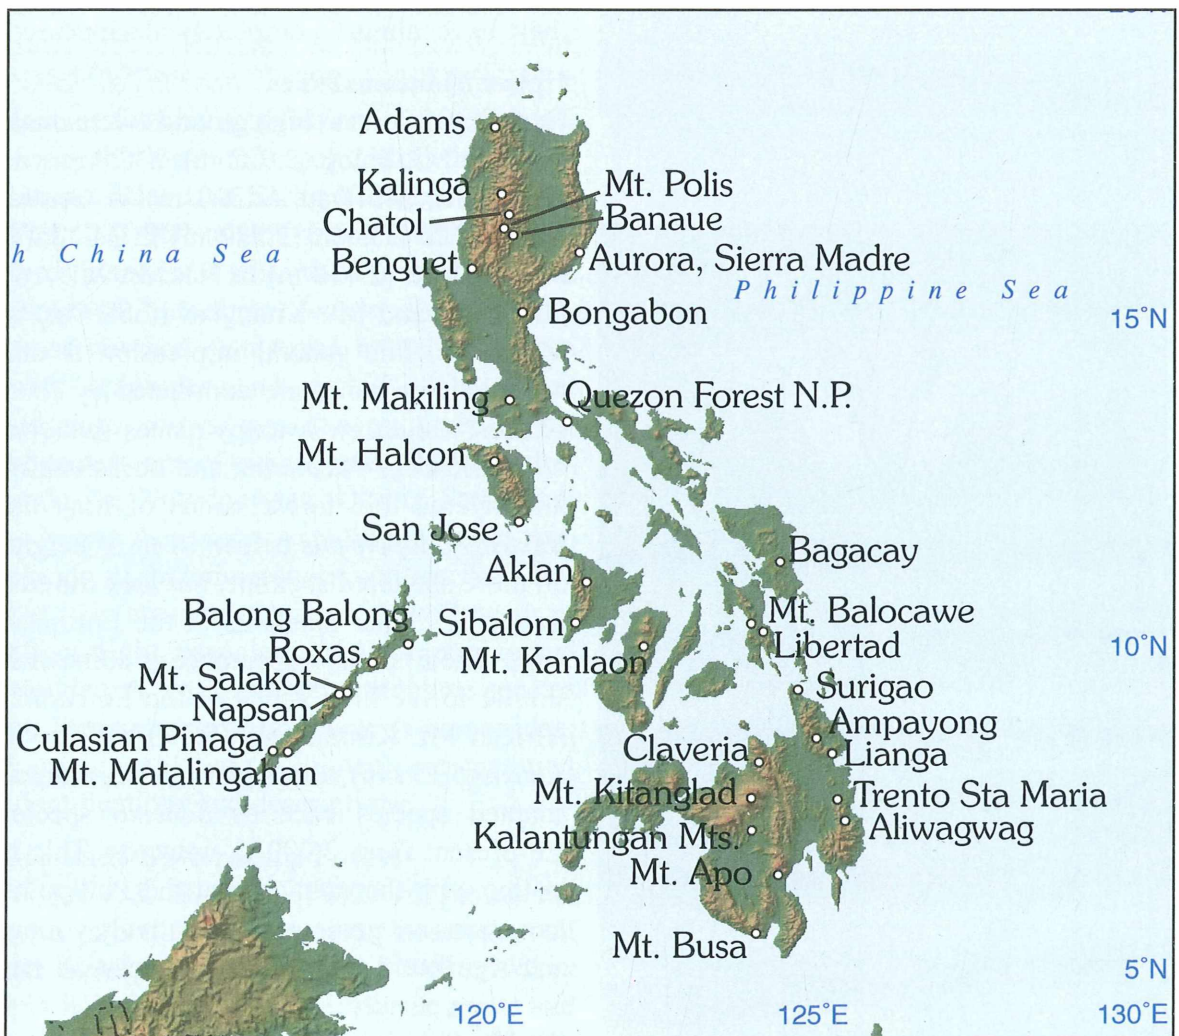 Adams
Kalinga
Mt. Polis
Chatol
Banaue
h China Sea
Benguet
Aurora, Sierra Madre
Philippine Sea
Bongabon
15°N
Mt. Makiling
Quezon Forest N.P.
Mt. Halcon
San Jose
Bagacay
Aklan
Balong Balong
Sibalom
Mt. Balocawe
Roxas
Mt. Kanlaon
Libertad
10°N
Mt. Salakot
Surigao
Napsan
Ampayong
Culasian Pinaga
Claveria
Lianga
Mt. Matalingahan
Mt. Kitanglad
Trento Sta Maria
Kalantungan Mts.
Aliwagwag
Mt. Apo
Mt. Busa
5°N
120°E
125°E
130°E